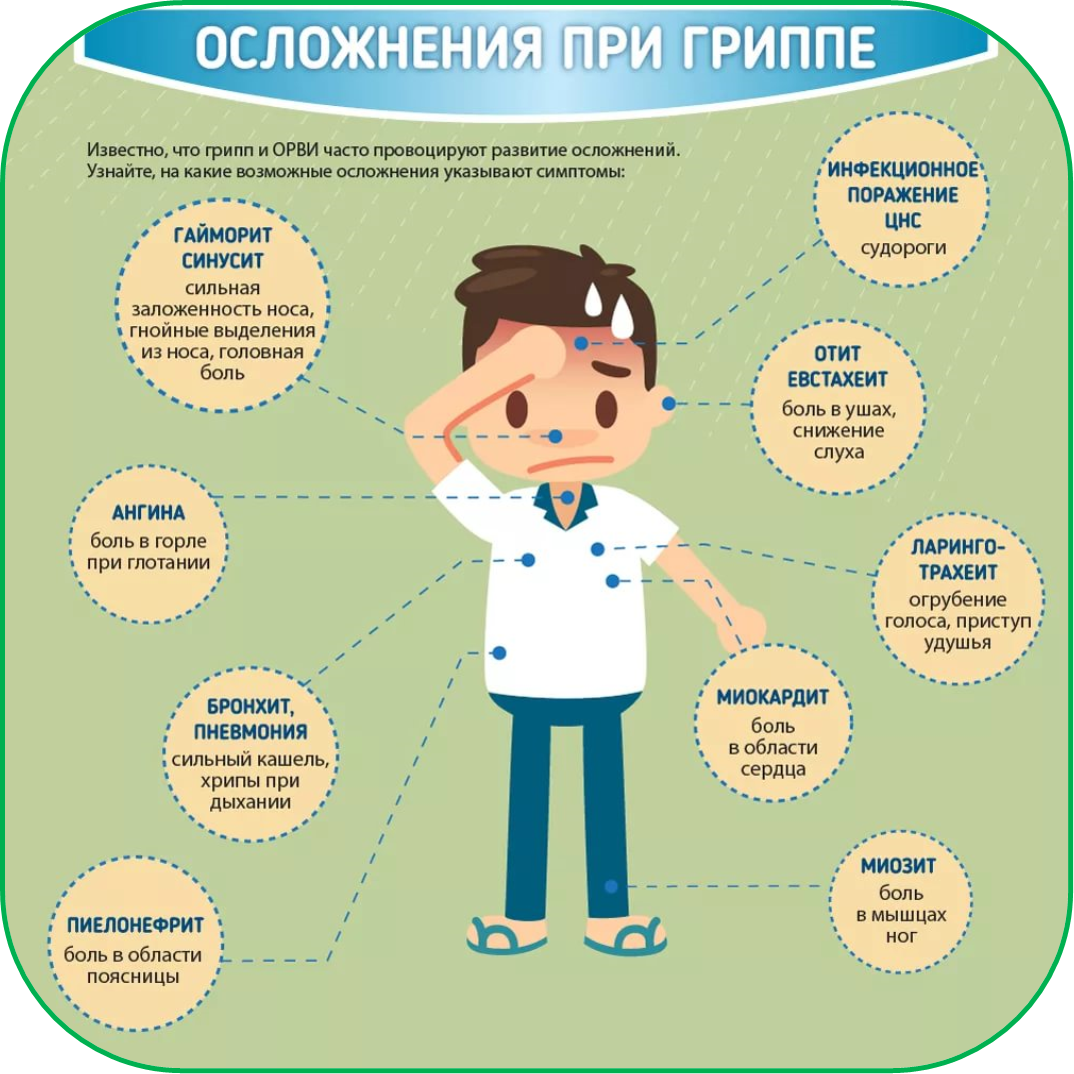 ОСЛОЖНЕНИЯ ПРИ ГРИППЕ
Известно, что грипп и ОРВИ часто провоцируют развитие осложнений.
Узнайте, на какие возможные осложнения указывают симптомы:
ИНФЕКЦИОННОЕ
ПОРАЖЕНИЕ
ЦНС
судороги
ГАЙМОРИТ
СИНУСИТ
сильная
заложенность носа,
гнойные выделения
из носа, головная
боль
ОТИТ
ЕВСТАХЕИТ
боль в ушах,
снижение
слуха
АНГИНА
боль в горле
при глотании
ЛАРИНГО-
ТРАХЕИТ
огрубение
голоса, приступ
удушья
БРОНХИТ,
ПНЕВМОНИЯ
сильный кашель,
хрипы при
дыхании
МИОКАРДИТ
боль
в области
сердца
ПИЕЛОНЕФРИТ
боль в области
поясницы
МИОЗИТ
боль
в мышцах
ног